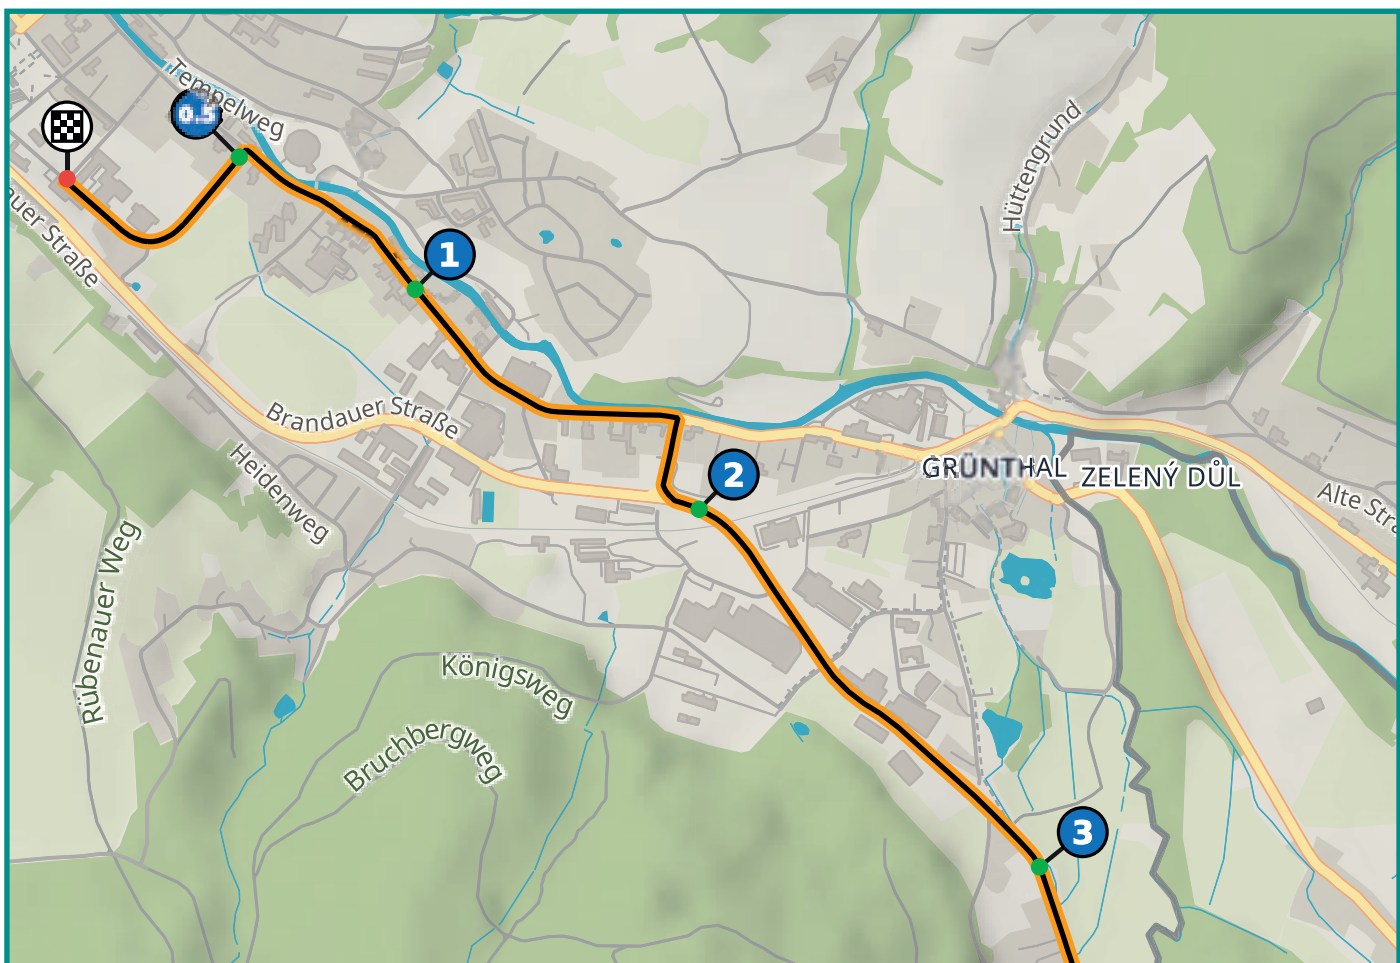 Tempelweg
0.5
Hüttengrund
auer Straße
1
Brandauer Straße
Heidenweg
2
GRÜNTHAL
ZELENÝ DŮL
Alte Stra
Rübenauer Weg
Königsweg
Bruchbergweg
3